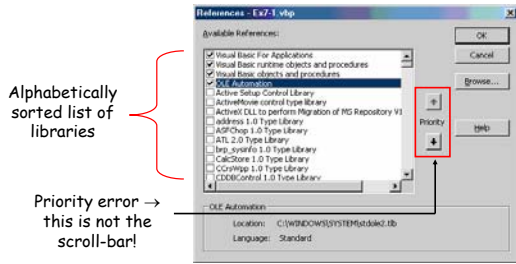 References - Ex7-1.vbp
Available References:
OK
Cancel
Browse...
Help
Visual Basic For Applications
Visual Basic runtime objects and procedures
Visual Basic objects and procedures
OLE Automation
Active Setup Control Library
ActiveMovie control type library
ActiveX DLL to perform Migration of MS Repository V1
address 1.0 Type Library
ASFChop 1.0 Type Library
ATL 2.0 Type Library
brp_sysinfo 1.0 Type Library
CalcStore 1.0 Type Library
CCrsWpp 1.0 Type Library
CDDBControl 1.0 Type Library
Priority
Alphabetically
sorted list of
libraries
Priority error →
this is not the
scroll-bar!
OLE Automation
Location: C:\WINDOWS\SYSTEM\stdole2.tlb
Language: Standard